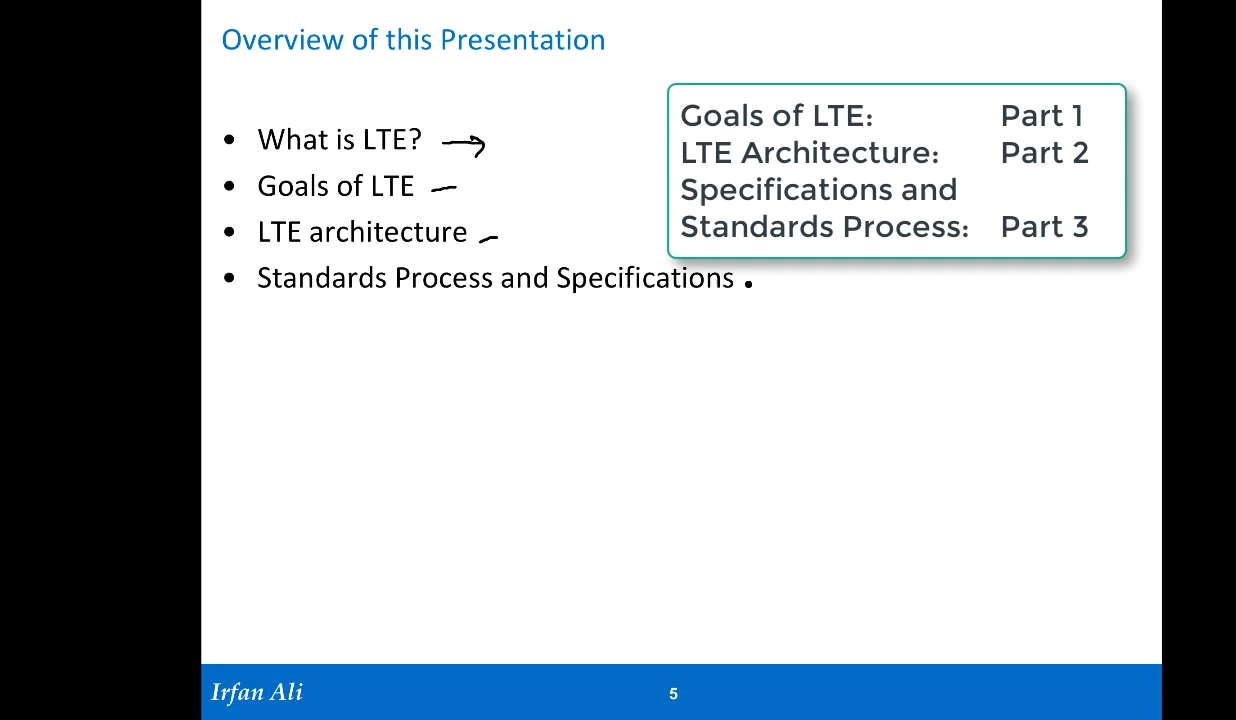 Overview of this Presentation
• What is LTE?
• Goals of LTE
• LTE architecture
• Standards Process and Specifications
Goals of LTE: Part 1
LTE Architecture: Part 2
Specifications and
Standards Process: Part 3
Irfan Ali
5